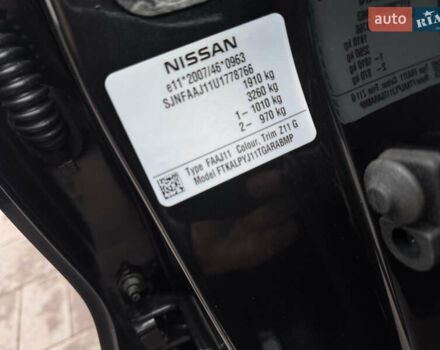 auto
RIA
NISSAN
e11*2007/46*0963
SJNFAAJ11U1778766
1910 kg
3260 kg
1- 1010 kg
2- 970 kg
Type FAAJ11 Colour, Trim Z11 G
Model FTKALPYJ11TGARABMP